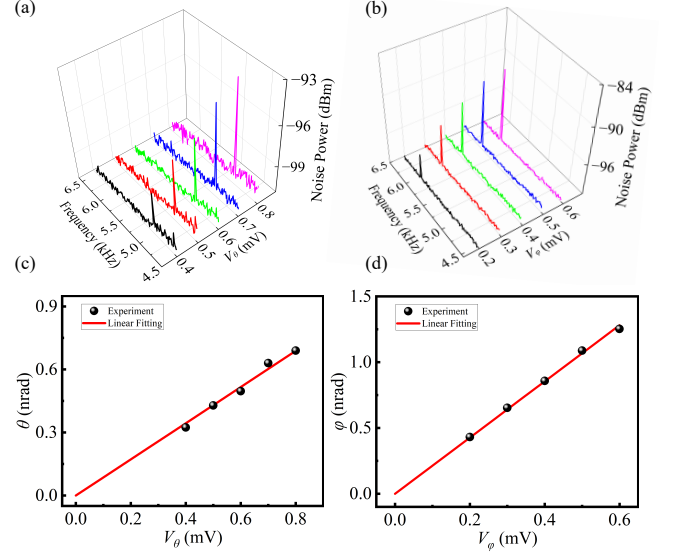 (a)
−93
−96
−99
Noise Power (dBm)
6.5
6.0
5.5
5.0
4.5
Frequency (kHz)
0.4
0.5
0.6
0.7
0.8
Vθ (mV)
(b)
−84
−90
−96
Noise Power (dBm)
6.5
6.0
5.5
5.0
4.5
Frequency (kHz)
0.2
0.3
0.4
0.5
0.6
Vφ (mV)
(c)
Experiment
Linear Fitting
0.9
0.6
0.3
0.0
θ (nrad)
0.0
0.2
0.4
0.6
0.8
Vθ (mV)
(d)
Experiment
Linear Fitting
1.5
1.0
0.5
0.0
φ (nrad)
0.0
0.2
0.4
0.6
Vφ (mV)